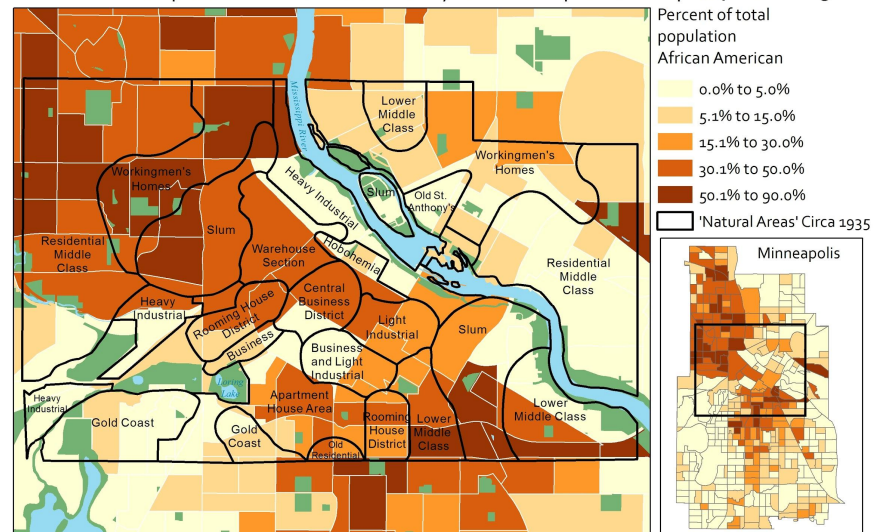 Percent of total
population
African American
0.0% to 5.0%
5.1% to 15.0%
15.1% to 30.0%
30.1% to 50.0%
50.1% to 90.0%
'Natural Areas' Circa 1935
Minneapolis
Mississippi River
Lower
Middle
Class
Workingmen's
Homes
Workingmen's
Homes
Heavy Industrial
Slum
Old St.
Anthony's
Slum
Residential
Middle
Class
Warehouse
Section
Hobohemia
Residential
Middle
Class
Heavy
Industrial
Rooming House
District
Central
Business
District
Light
Industrial
Slum
Business
Business
and Light
Industrial
Loring
Lake
Heavy
Industrial
Gold Coast
Apartment
House Area
Gold
Coast
Old
Residential
Rooming
House
District
Lower
Middle
Class
Lower
Middle Class